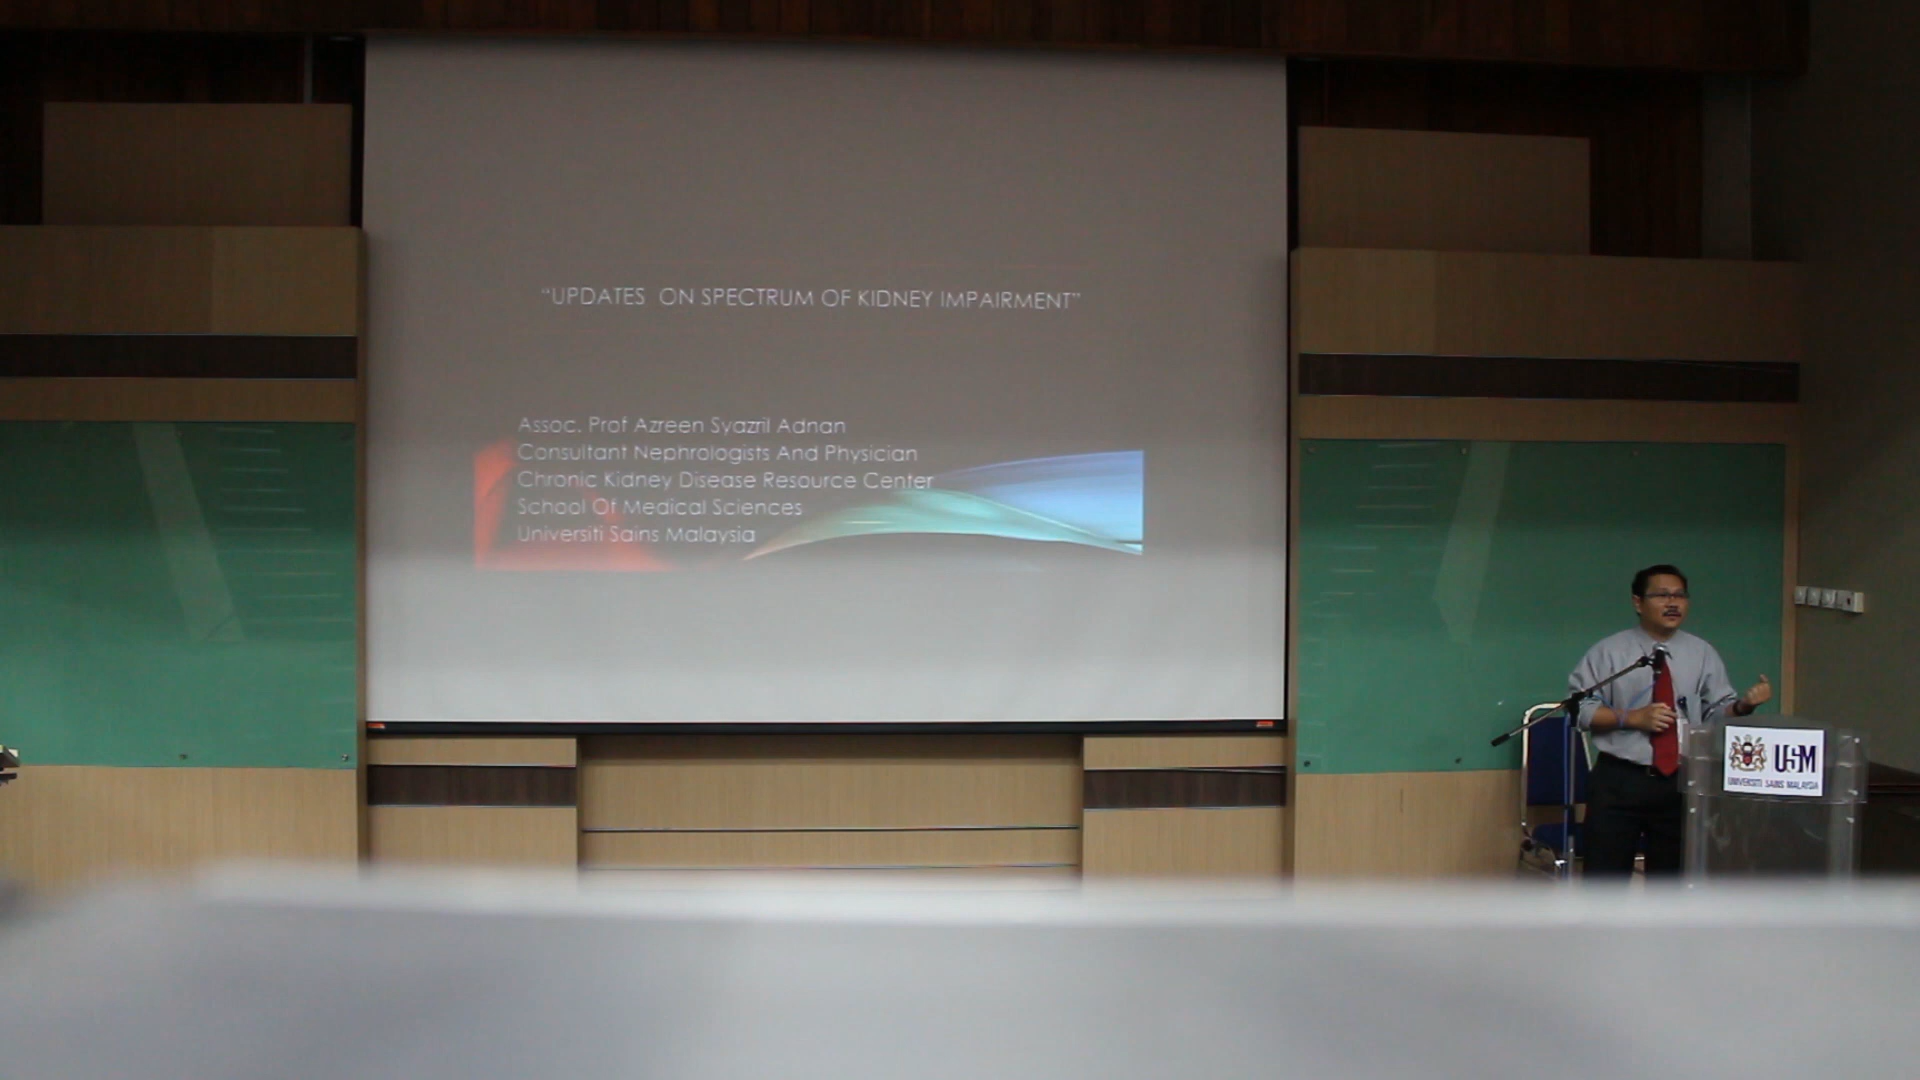 “UPDATES ON SPECTRUM OF KIDNEY IMPAIRMENT”
Assoc. Prof Azreen Syazril Adnan
Consultant Nephrologists And Physician
Chronic Kidney Disease Resource Center
School Of Medical Sciences
Universiti Sains Malaysia
USM
UNIVERSITI SAINS MALAYSIA